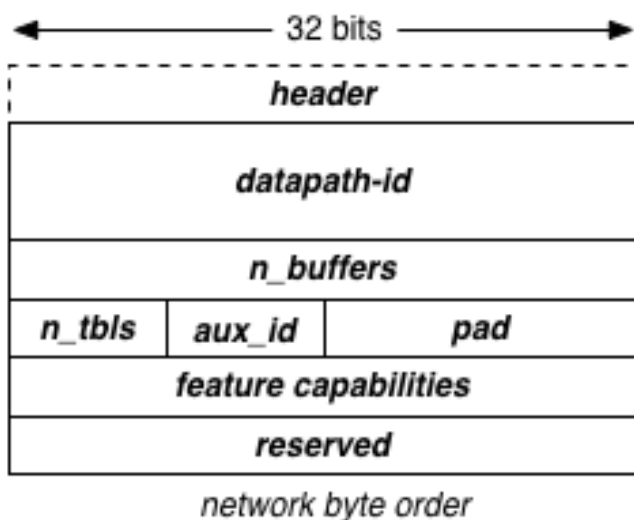 32 bits
header
datapath-id
n_buffers
n_tbls aux_id pad
feature capabilities
reserved
network byte order